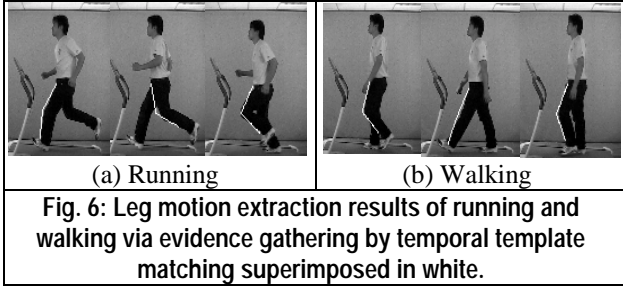 (a) Running
(b) Walking
Fig. 6: Leg motion extraction results of running and
walking via evidence gathering by temporal template
matching superimposed in white.